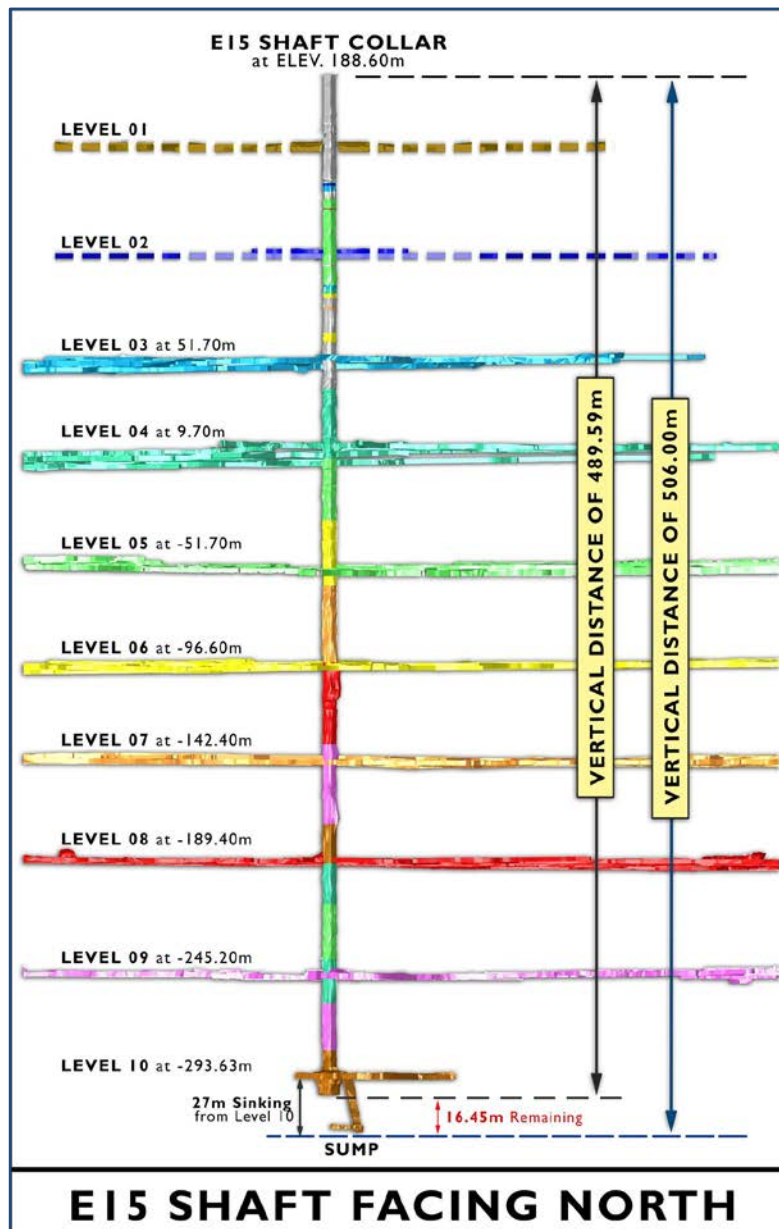 E15 SHAFT COLLAR
at ELEV. 188.60m
LEVEL 01
LEVEL 02
LEVEL 03 at 51.70m
LEVEL 04 at 9.70m
LEVEL 05 at -51.70m
LEVEL 06 at -96.60m
LEVEL 07 at -142.40m
LEVEL 08 at -189.40m
LEVEL 09 at -245.20m
LEVEL 10 at -293.63m
VERTICAL DISTANCE OF 489.59m
VERTICAL DISTANCE OF 506.00m
27m Sinking
from Level 10
16.45m Remaining
SUMP
E15 SHAFT FACING NORTH